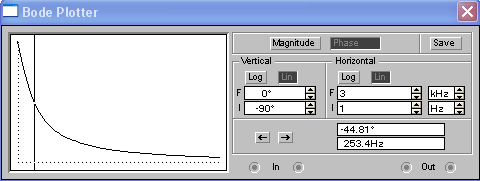 Bode Plotter
Magnitude Phase Save
Vertical Horizontal
Log Lin Log Lin
F 0° F 3 kHz
I -90° I 1 Hz
← → -44.81°
253.4Hz
In Out